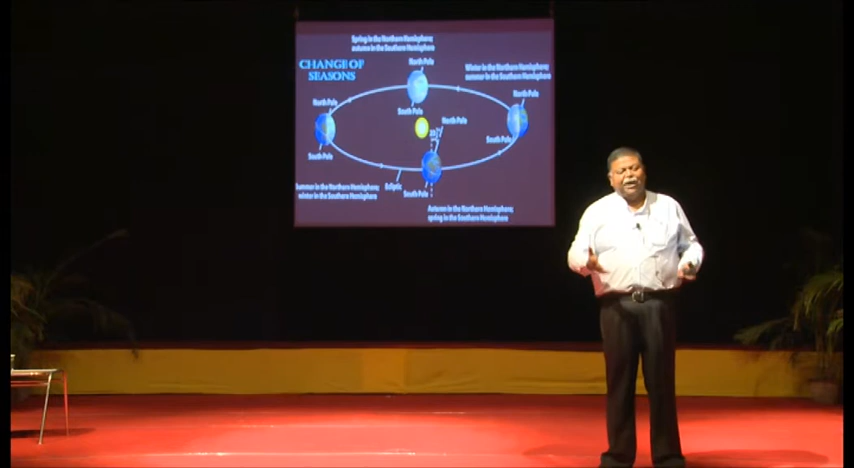 Spring in the Northern Hemisphere;
autumn in the Southern Hemisphere
North Pole
CHANGE OF
SEASONS
Winter in the Northern Hemisphere;
summer in the Southern Hemisphere
North Pole
North Pole
South Pole
North Pole
South Pole
South Pole
Summer in the Northern Hemisphere;
winter in the Southern Hemisphere
Ecliptic
South Pole
Autumn in the Northern Hemisphere;
spring in the Southern Hemisphere